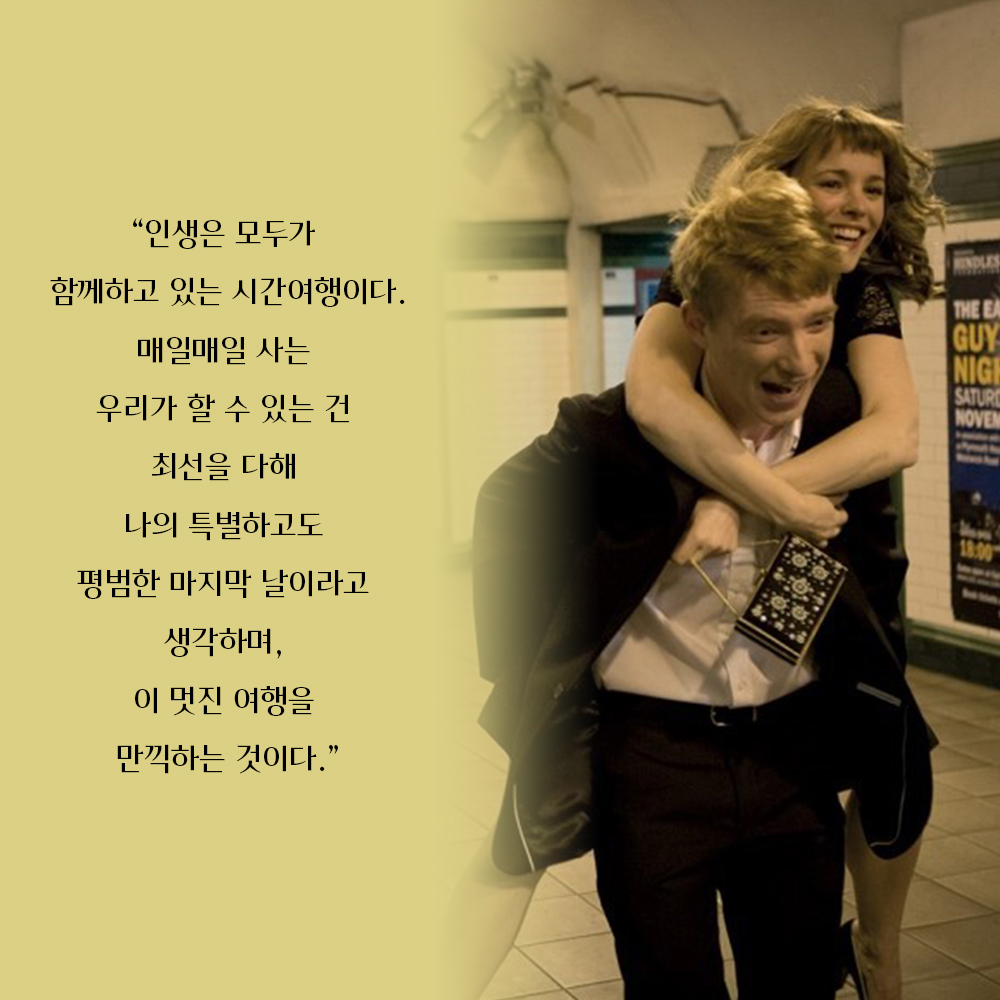 “인생은 모두가
함께하고 있는 시간여행이다.
매일매일 사는
우리가 할 수 있는 건
최선을 다해
나의 특별하고도
평범한 마지막 날이라고
생각하며,
이 멋진 여행을
만끽하는 것이다.”
THE
GUY
SATURD
NOVEM
18:00